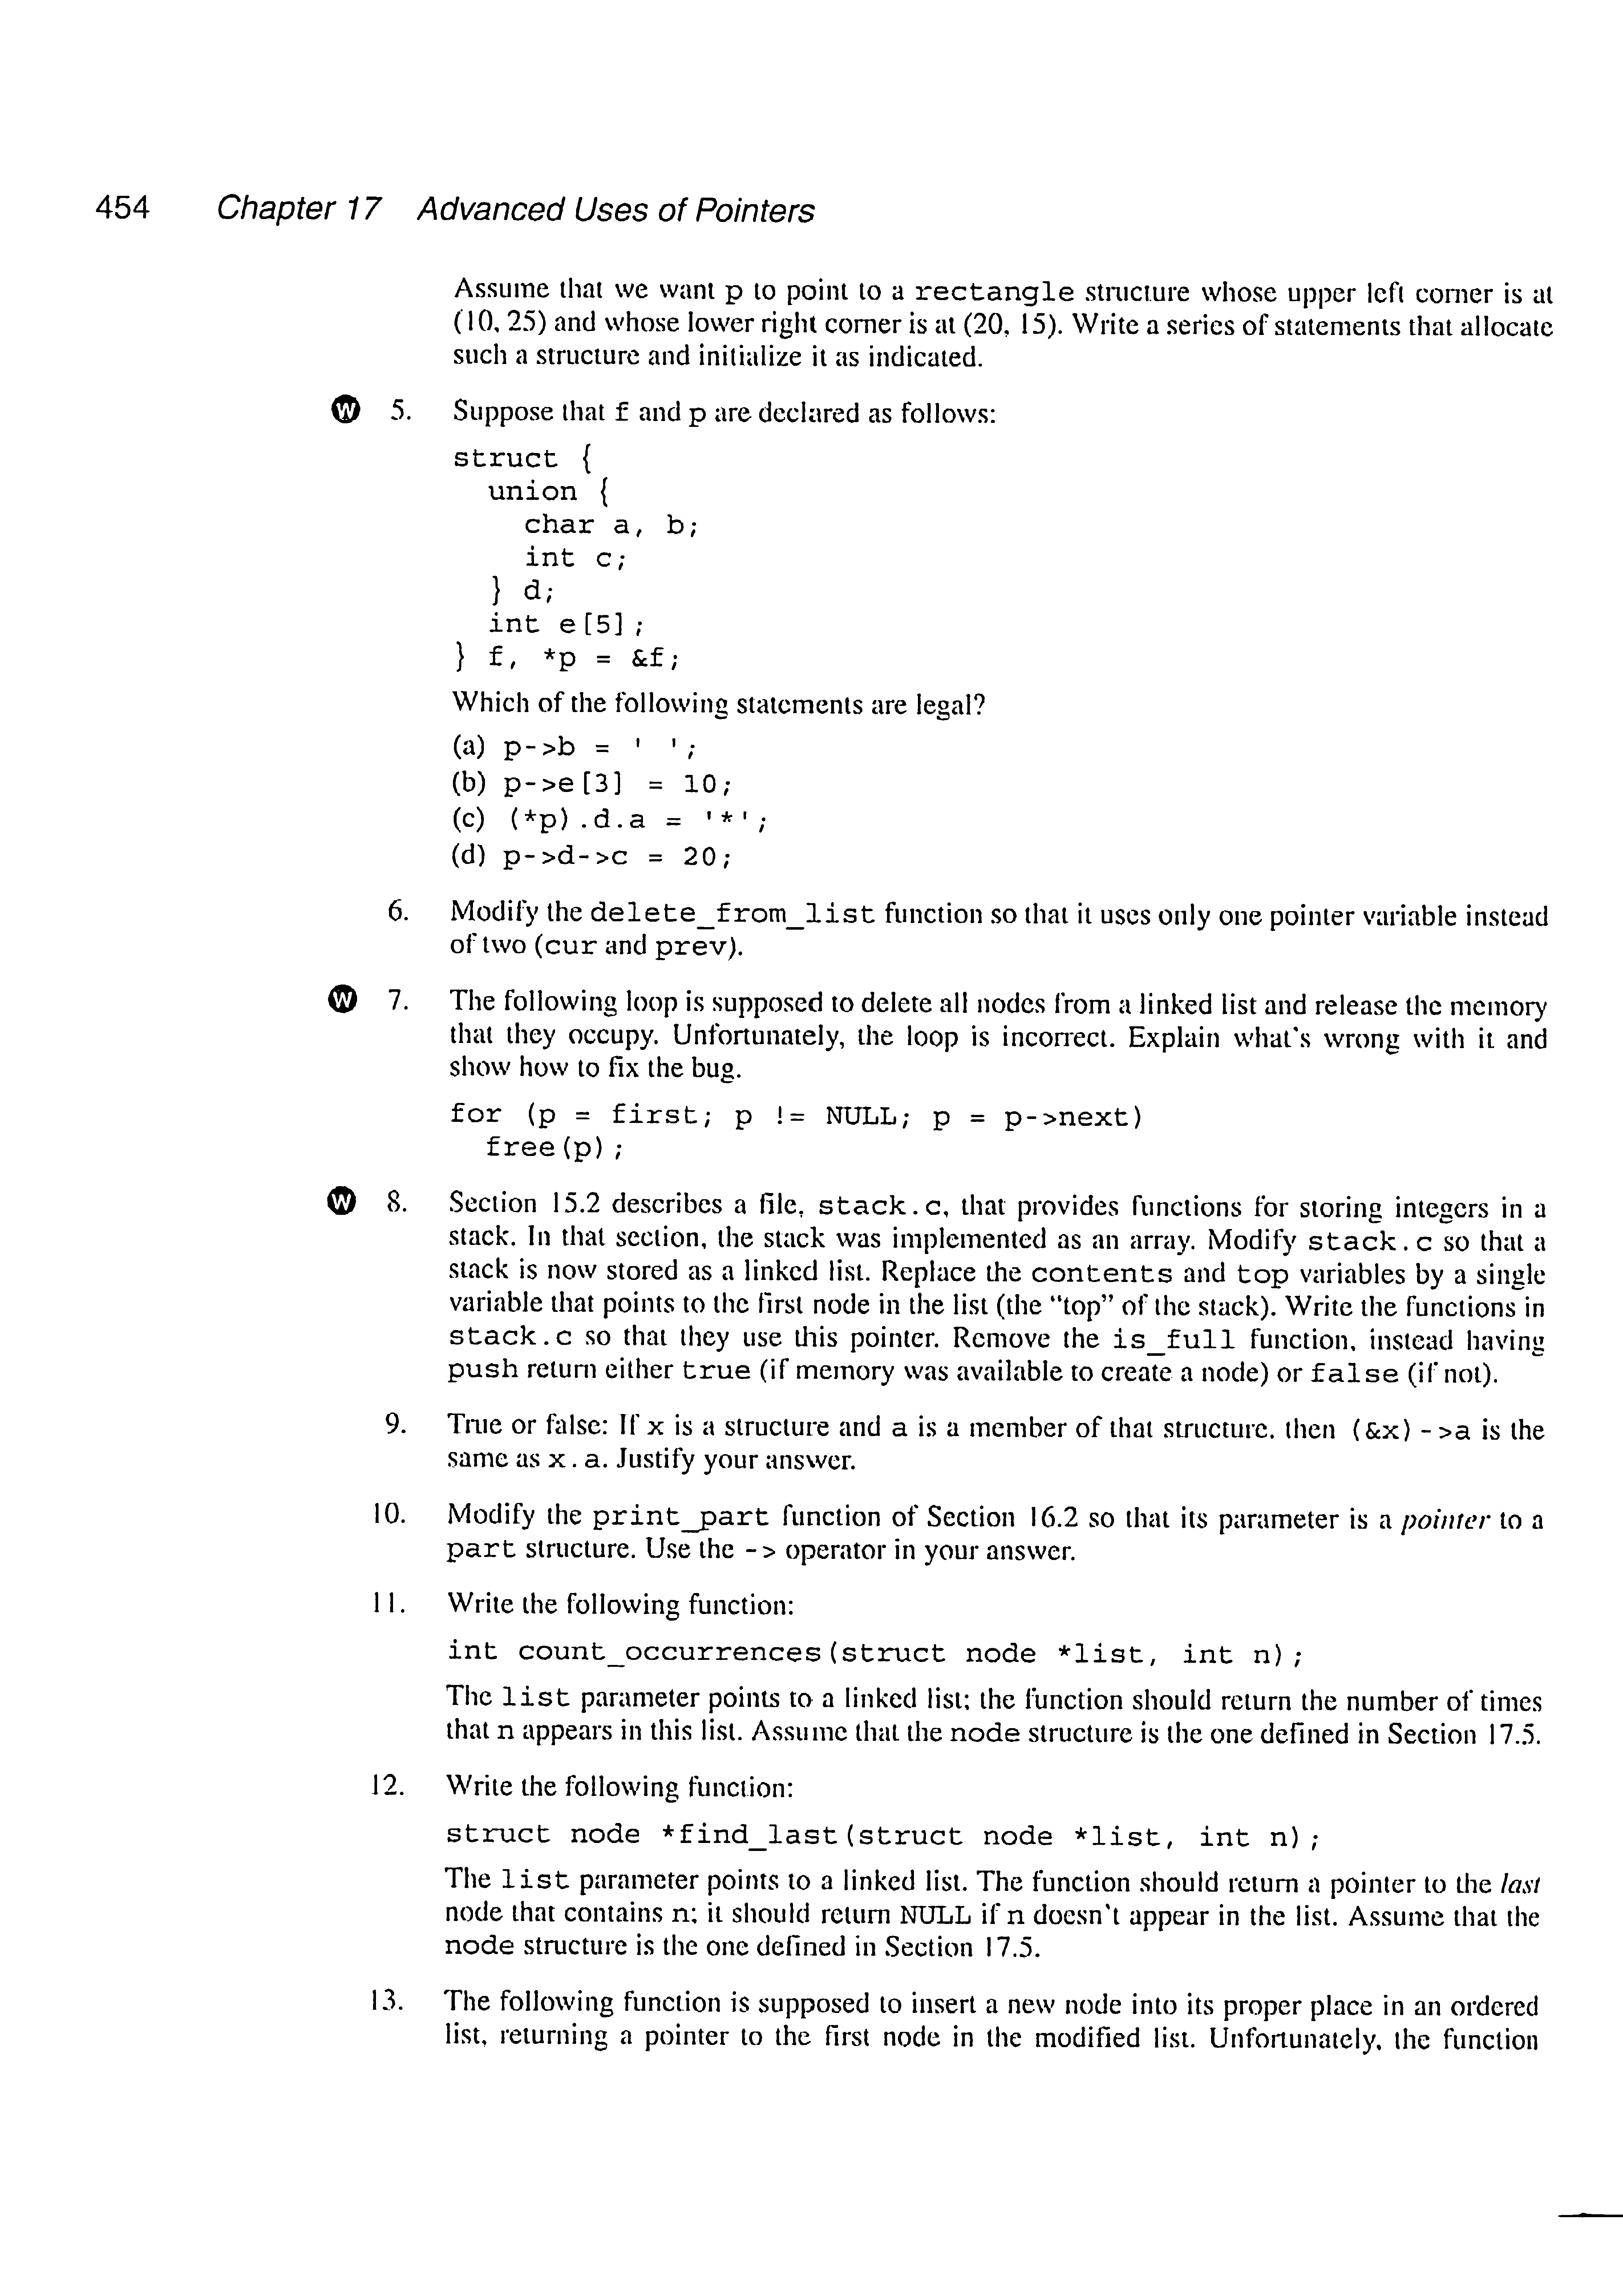 454 Chapter 17 Advanced Uses of Pointers
Assume that we want p to point to a rectangle structure whose upper left corner is at
(10, 25) and whose lower right corner is at (20, 15). Write a series of statements that allocate
such a structure and initialize it as indicated.
W 5. Suppose that f and p are declared as follows:
struct {
union {
char a, b;
int c;
} d;
int e[5];
} f, *p = &f;
Which of the following statements are legal?
(a) p->b = ' ';
(b) p->e[3] = 10;
(c) (*p).d.a = '*';
(d) p->d->c = 20;
6. Modify the delete_from_list function so that it uses only one pointer variable instead
of two (cur and prev).
W 7. The following loop is supposed to delete all nodes from a linked list and release the memory
that they occupy. Unfortunately, the loop is incorrect. Explain what's wrong with it and
show how to fix the bug.
for (p = first; p != NULL; p = p->next)
free(p);
W 8. Section 15.2 describes a file, stack.c, that provides functions for storing integers in a
stack. In that section, the stack was implemented as an array. Modify stack.c so that a
stack is now stored as a linked list. Replace the contents and top variables by a single
variable that points to the first node in the list (the “top” of the stack). Write the functions in
stack.c so that they use this pointer. Remove the is_full function, instead having
push return either true (if memory was available to create a node) or false (if not).
9. True or false: If x is a structure and a is a member of that structure, then (&x)->a is the
same as x.a. Justify your answer.
10. Modify the print_part function of Section 16.2 so that its parameter is a pointer to a
part structure. Use the -> operator in your answer.
11. Write the following function:
int count_occurrences(struct node *list, int n);
The list parameter points to a linked list; the function should return the number of times
that n appears in this list. Assume that the node structure is the one defined in Section 17.5.
12. Write the following function:
struct node *find_last(struct node *list, int n);
The list parameter points to a linked list. The function should return a pointer to the last
node that contains n; it should return NULL if n doesn't appear in the list. Assume that the
node structure is the one defined in Section 17.5.
13. The following function is supposed to insert a new node into its proper place in an ordered
list, returning a pointer to the first node in the modified list. Unfortunately, the function